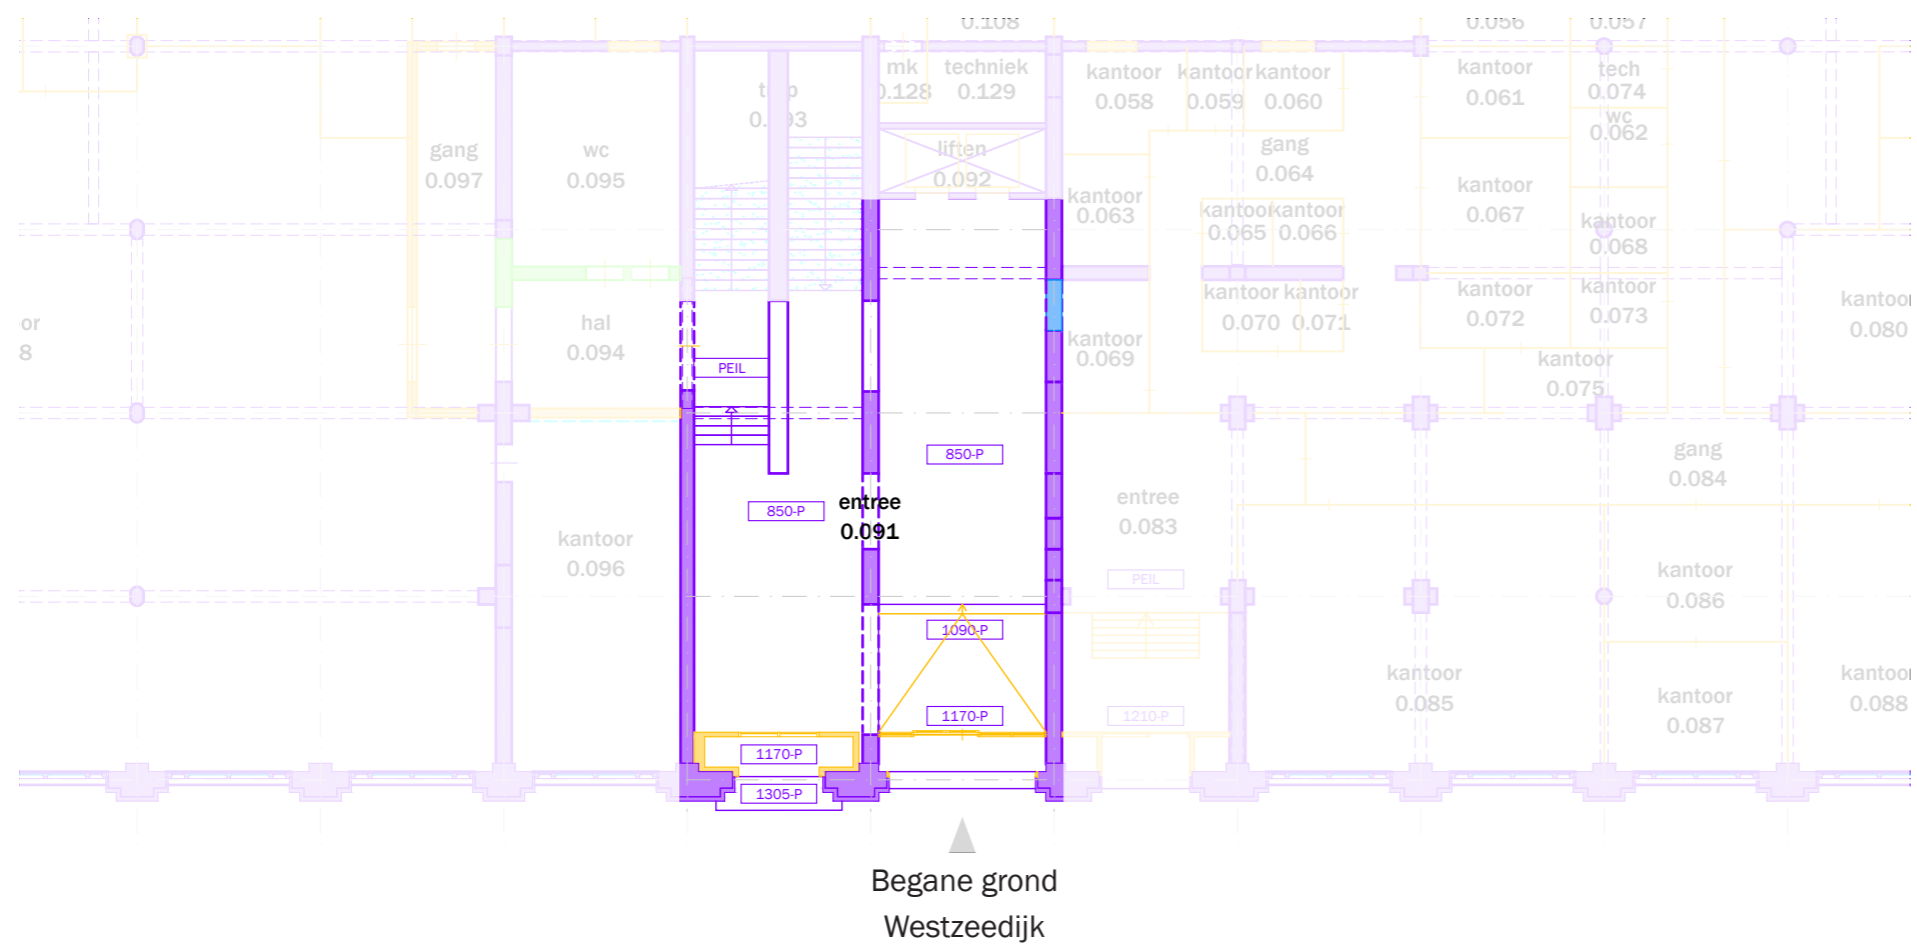 0.108
0.056
0.057
mk
0.128
techniek
0.129
kantoor
0.058
kantoor
0.059
kantoor
0.060
kantoor
0.061
tech
0.074
wc
0.062
gang
0.097
wc
0.095
liften
0.092
gang
0.064
kantoor
0.063
kantoor
0.065
kantoor
0.066
kantoor
0.067
kantoor
0.068
or
8
hal
0.094
PEIL
kantoor
0.069
kantoor
0.070
kantoor
0.071
kantoor
0.072
kantoor
0.073
kantoor
0.075
kantoor
0.080
850-P
850-P
entree
0.091
entree
0.083
gang
0.084
kantoor
0.096
PEIL
kantoor
0.086
1090-P
1170-P
1210-P
kantoor
0.085
kantoor
0.087
kantoor
0.088
1170-P
1305-P
Begane grond
Westzeedijk